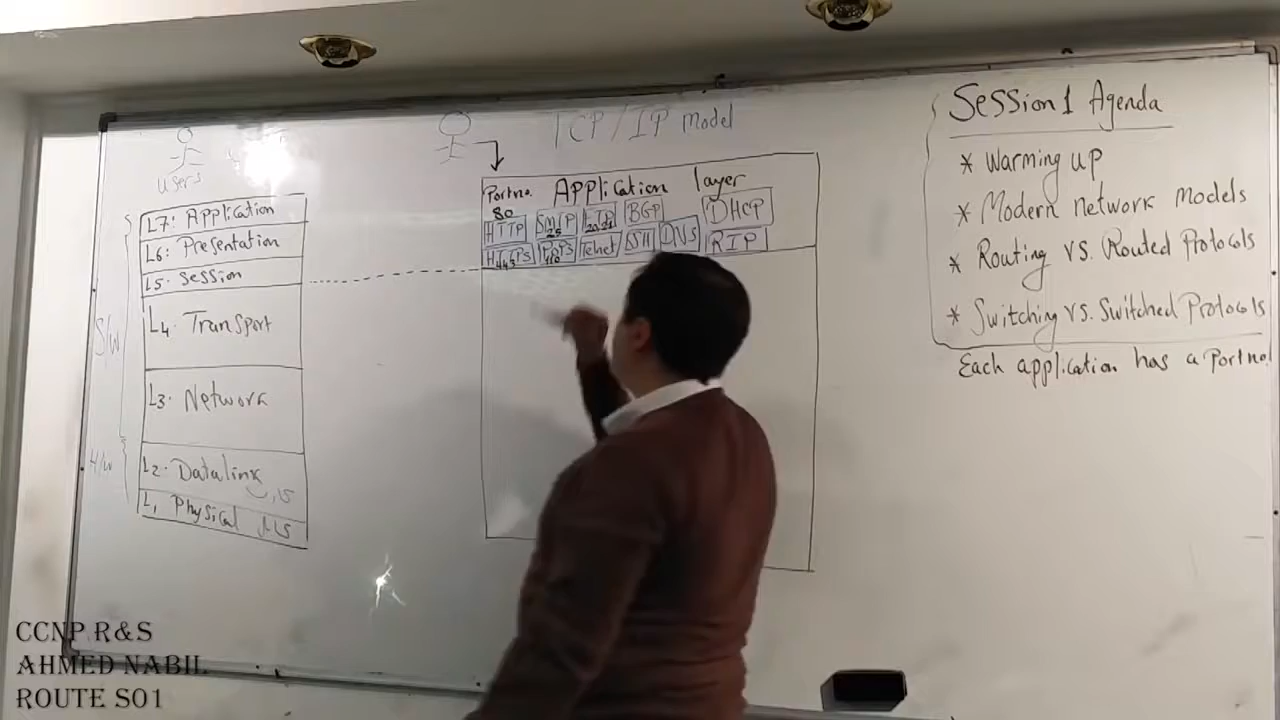 TCP/IP Model
users
L7: Application
L6: Presentation
L5: Session
L4. Transport
L3. Network
L2. Datalink
L1 Physical
S/W
H/W
Port no. Application layer
80
HTTP SMTP FTP BGP DHCP
25 20,21
HTTPs POP3 Telnet SSH DNS RIP
443 110
Session 1 Agenda
* Warming up
* Modern network Models
* Routing VS. Routed Protocols
* Switching VS. Switched Protocols
Each application has a Port no
CCNP R&S
AHMED NABIL
ROUTE S01